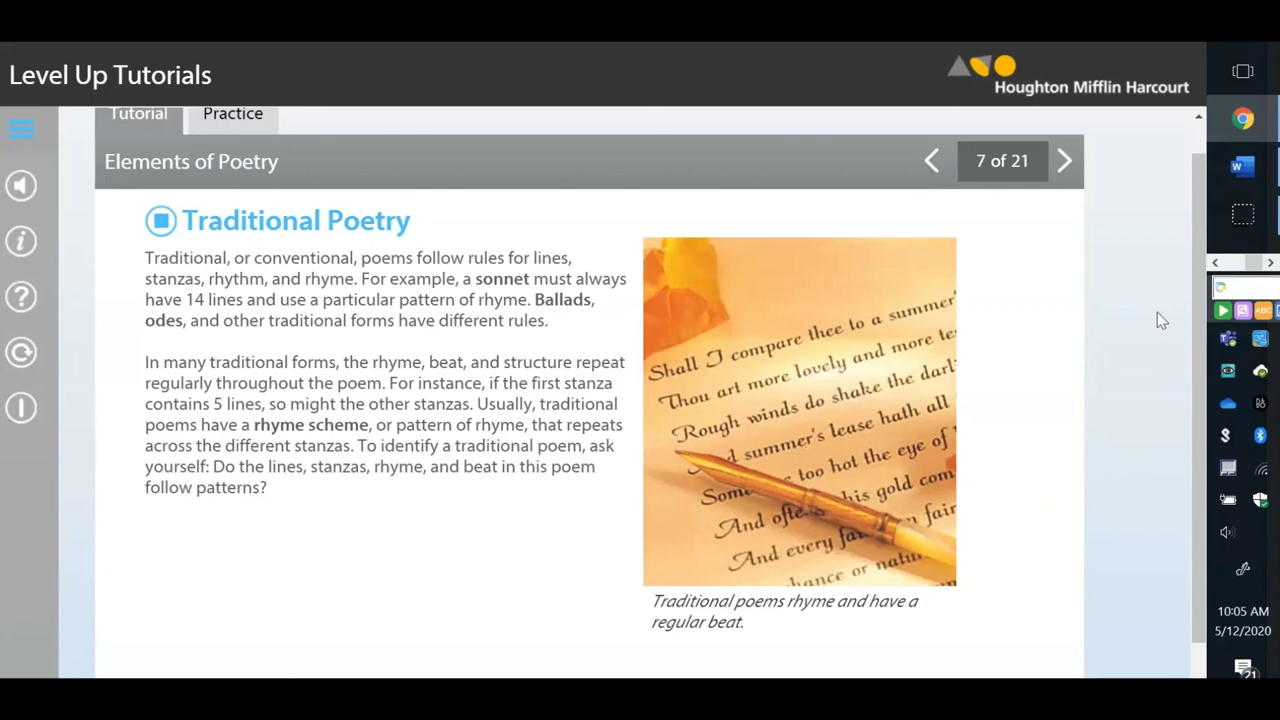 Level Up Tutorials
Houghton Mifflin Harcourt
Tutorial
Practice
Elements of Poetry
7 of 21
Traditional Poetry
Traditional, or conventional, poems follow rules for lines,
stanzas, rhythm, and rhyme. For example, a sonnet must always
have 14 lines and use a particular pattern of rhyme. Ballads,
odes, and other traditional forms have different rules.
In many traditional forms, the rhyme, beat, and structure repeat
regularly throughout the poem. For instance, if the first stanza
contains 5 lines, so might the other stanzas. Usually, traditional
poems have a rhyme scheme, or pattern of rhyme, that repeats
across the different stanzas. To identify a traditional poem, ask
yourself: Do the lines, stanzas, rhyme, and beat in this poem
follow patterns?
Shall I compare thee to a summer'
Thou art more lovely and more te
Rough winds do shake the darl
summer's lease hath all
too hot the eye of
his gold com
And
And every fair
or
Traditional poems rhyme and have a
regular beat.
ABC
10:05 AM
5/12/2020
21